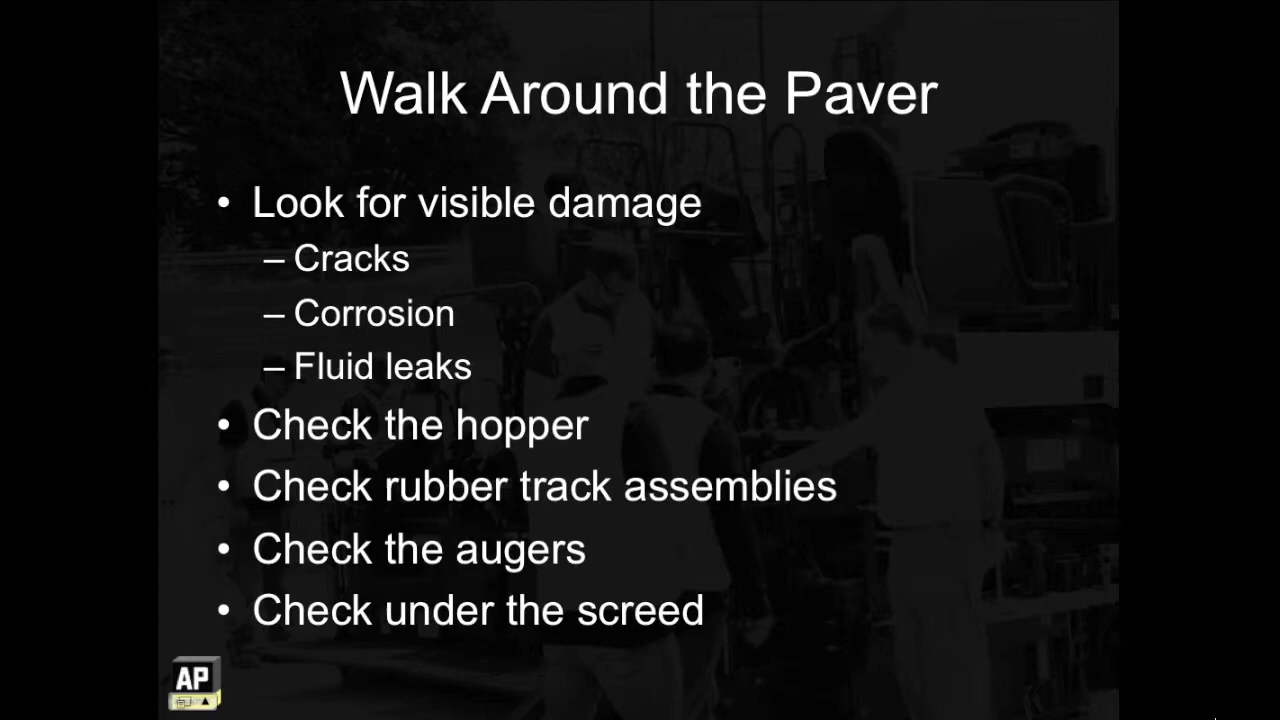 Walk Around the Paver
• Look for visible damage
– Cracks
– Corrosion
– Fluid leaks
• Check the hopper
• Check rubber track assemblies
• Check the augers
• Check under the screed
AP